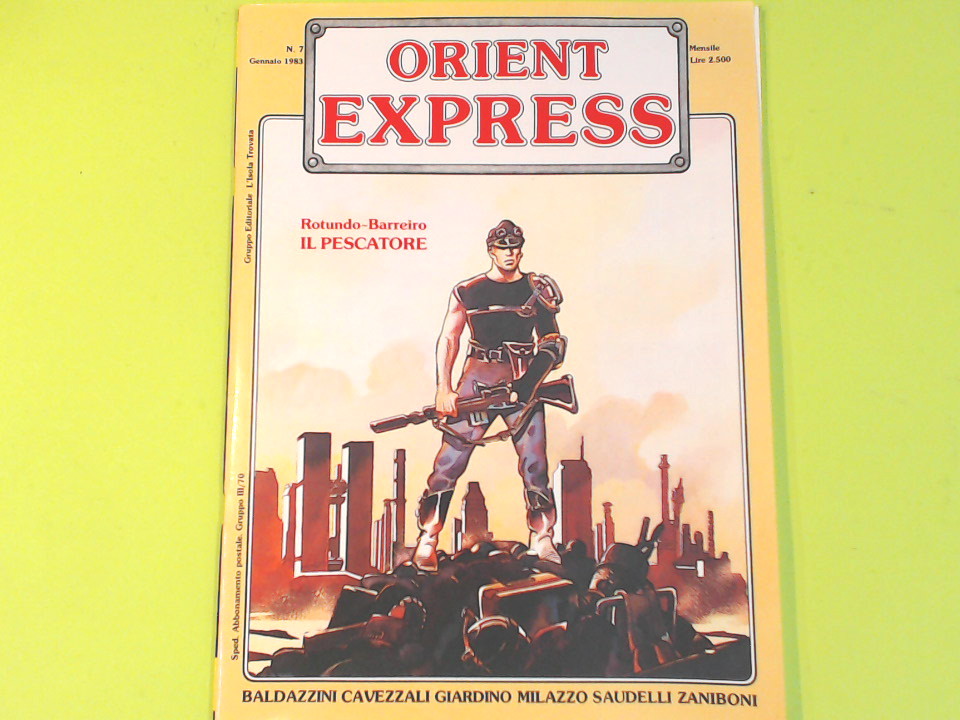 N. 7
Gennaio 1983
ORIENT
EXPRESS
Mensile
Lire 2.500
Gruppo Editoriale L'Isola Trovata
Rotundo-Barreiro
IL PESCATORE
Sped. Abbonamento postale. Gruppo III/70
BALDAZZINI CAVEZZALI GIARDINO MILAZZO SAUDELLI ZANIBONI